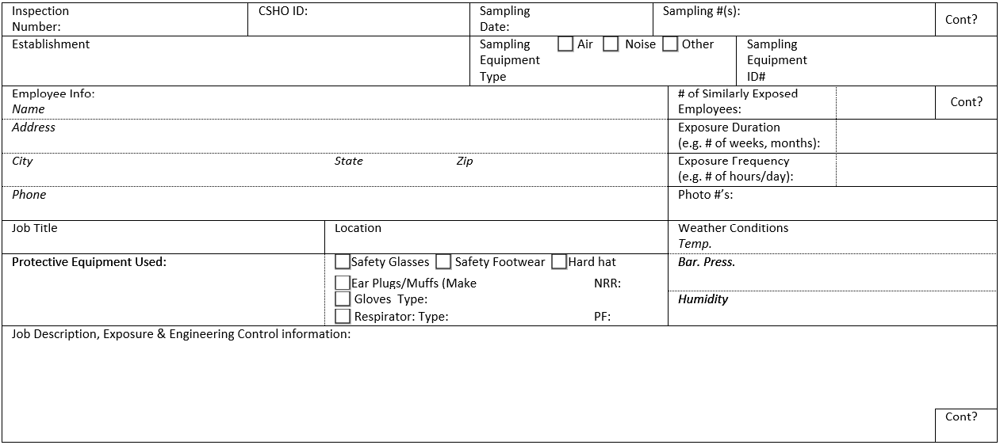 Inspection Number:
CSHO ID:
Sampling Date:
Sampling #(s):
Cont?
Establishment
Sampling Equipment Type
Air
Noise
Other
Sampling Equipment ID#
Employee Info:
Name
# of Similarly Exposed Employees:
Cont?
Address
Exposure Duration
(e.g. # of weeks, months):
City State Zip
Exposure Frequency
(e.g. # of hours/day):
Phone
Photo #’s:
Job Title
Location
Weather Conditions
Temp.
Protective Equipment Used:
Safety Glasses Safety Footwear Hard hat
Bar. Press.
Ear Plugs/Muffs (Make NRR:
Gloves Type:
Humidity
Respirator: Type: PF:
Job Description, Exposure & Engineering Control information:
Cont?